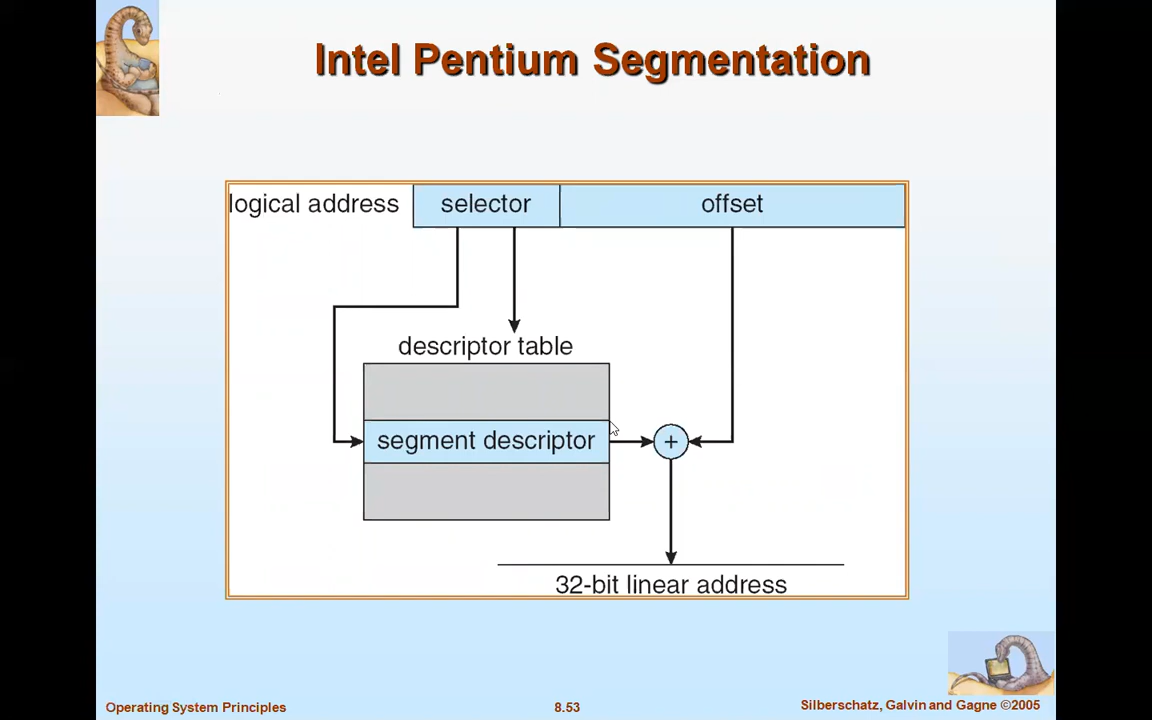 Intel Pentium Segmentation
logical address selector offset
descriptor table
segment descriptor +
32-bit linear address
Operating System Principles 8.53 Silberschatz, Galvin and Gagne ©2005